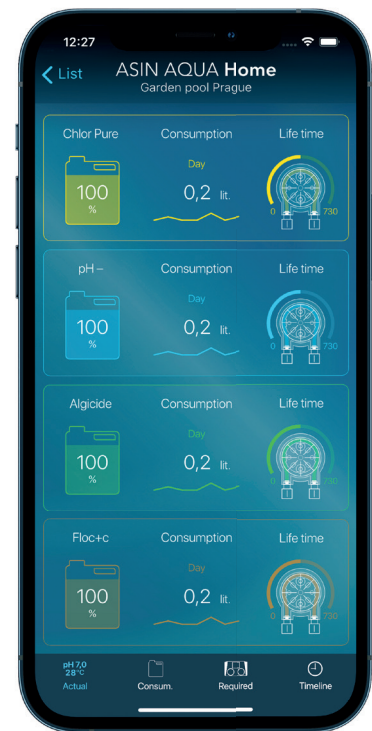 12:27
List
ASIN AQUA Home
Garden pool Prague
Chlor Pure Consumption Life time
Day
100 % 0,2 lit.
0 730
pH – Consumption Life time
Day
100 % 0,2 lit.
0 730
Algicide Consumption Life time
Day
100 % 0,2 lit.
0 730
Floc+c Consumption Life time
Day
100 % 0,2 lit.
0 730
pH 7,0
28°C
Actual Consum. Required Timeline